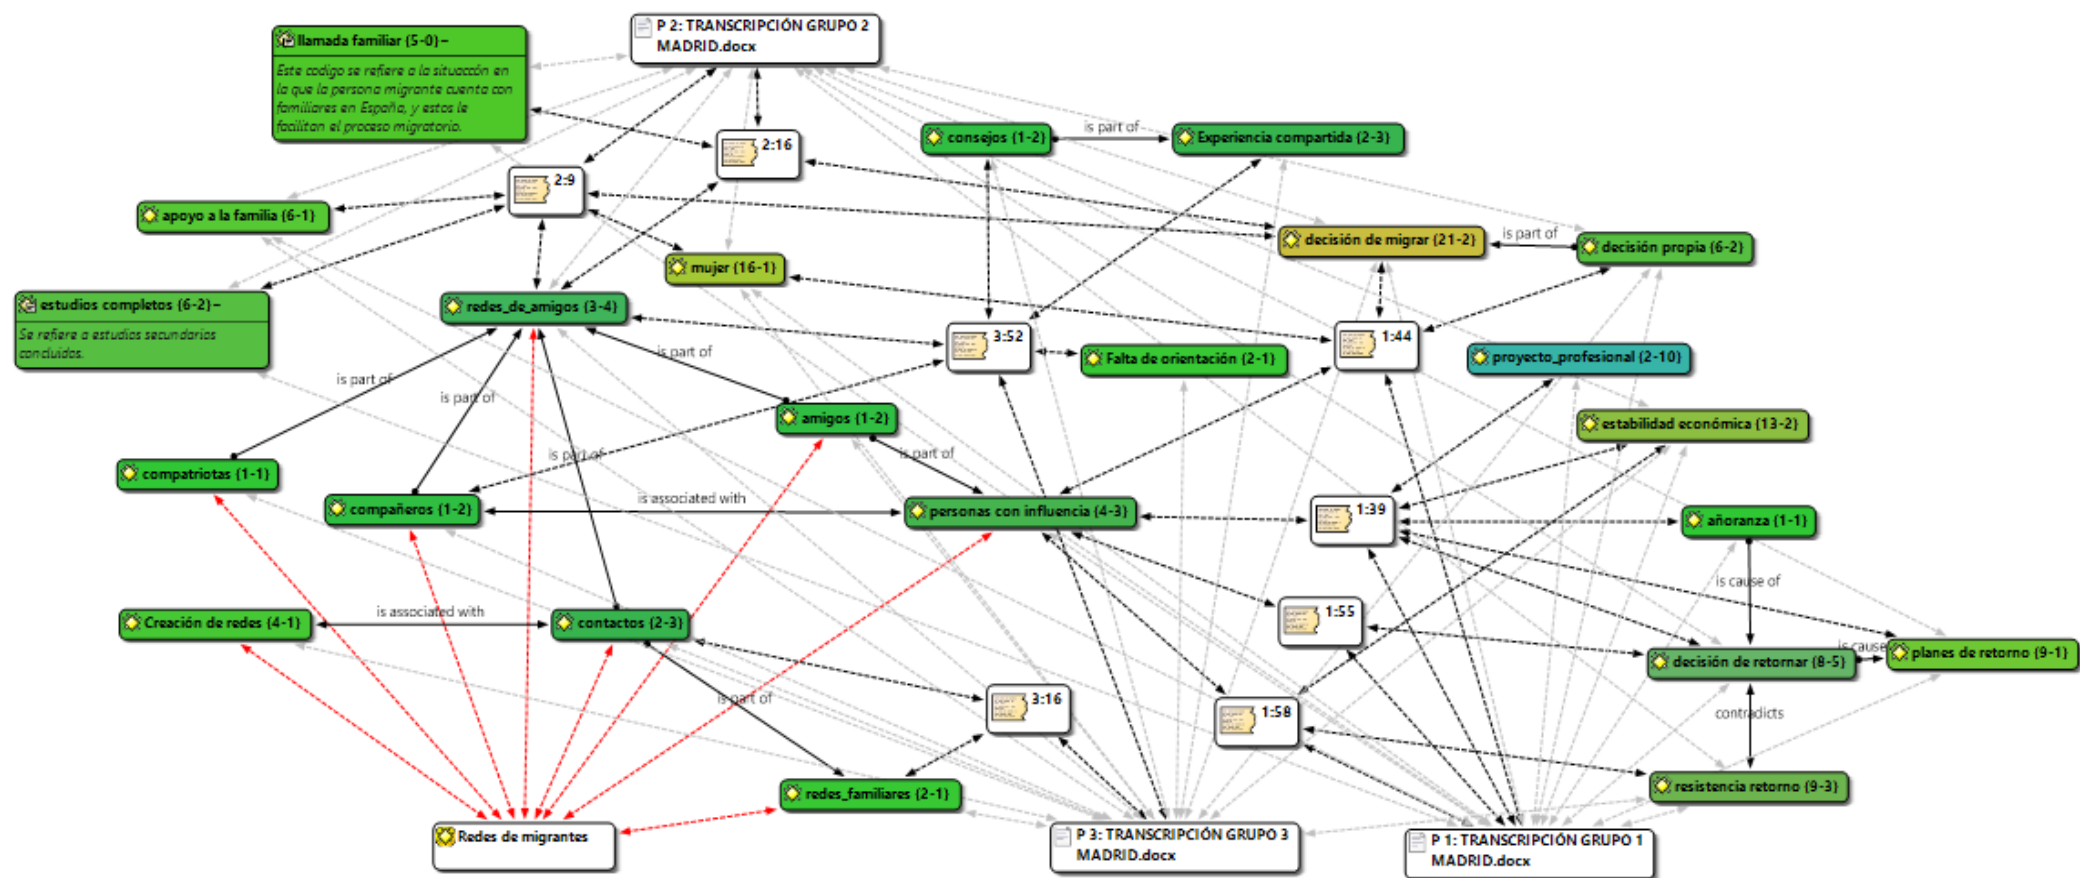 P 2: TRANSCRIPCIÓN GRUPO 2
MADRID.docx
llamada familiar {5-0}~
Este codigo se refiere a la situaccón en
la que la persona migrante cuenta con
familiares en España, y estos le
facilitan el proceso migratorio.
consejos {1-2}
is part of
Experiencia compartida {2-3}
2:16
2:9
apoyo a la familia {6-1}
decisión de migrar {21-2}
is part of
decisión propia {6-2}
mujer {16-1}
estudios completos {6-2}~
Se refiere a estudios secundarios
concluidos.
redes_de_amigos {3-4}
3:52
1:44
is part of
Falta de orientación {2-1}
proyecto_profesional {2-10}
is part of
is part of
amigos {1-2}
estabilidad económica {13-2}
is part of
is part of
compatriotas {1-1}
compañeros {1-2}
is associated with
personas con influencia {4-3}
1:39
añoranza {1-1}
is cause of
Creación de redes {4-1}
is associated with
contactos {2-3}
1:55
is cause
decisión de retornar {8-5}
planes de retorno {9-1}
is part of
3:16
1:58
contradicts
redes_familiares {2-1}
resistencia retorno {9-3}
Redes de migrantes
P 3: TRANSCRIPCIÓN GRUPO 3
MADRID.docx
P 1: TRANSCRIPCIÓN GRUPO 1
MADRID.docx